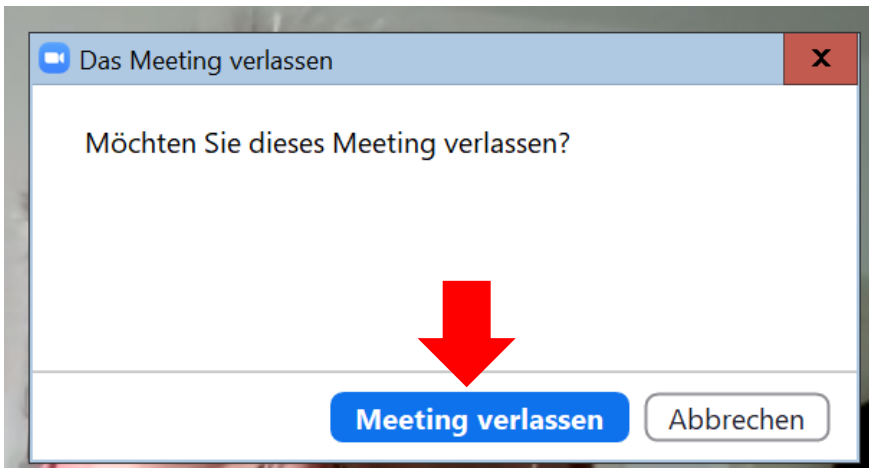 Das Meeting verlassen X
Möchten Sie dieses Meeting verlassen?
Meeting verlassen Abbrechen